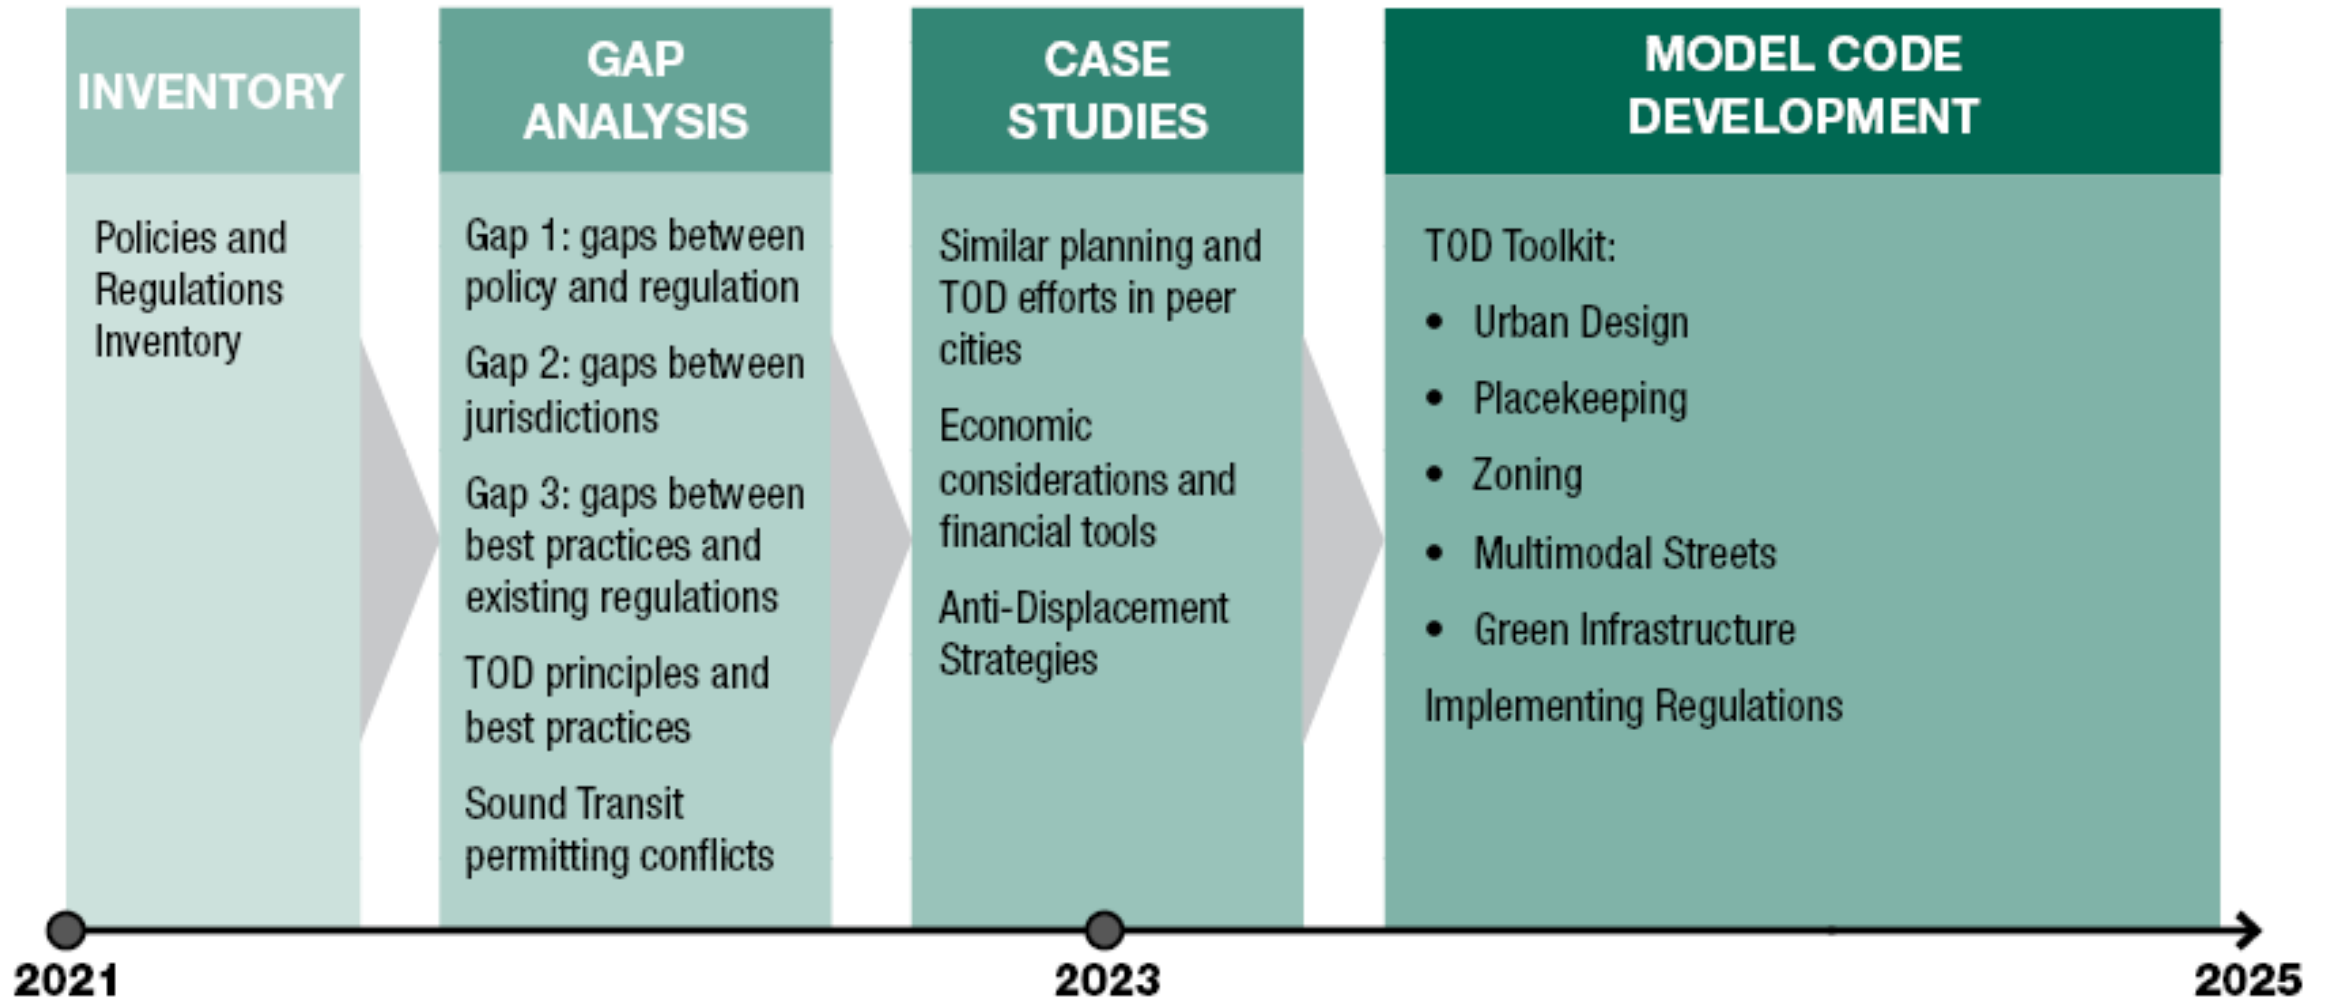 INVENTORY
Policies and
Regulations
Inventory
GAP
ANALYSIS
Gap 1: gaps between
policy and regulation
Gap 2: gaps between
jurisdictions
Gap 3: gaps between
best practices and
existing regulations
TOD principles and
best practices
Sound Transit
permitting conflicts
CASE
STUDIES
Similar planning and
TOD efforts in peer
cities
Economic
considerations and
financial tools
Anti-Displacement
Strategies
MODEL CODE
DEVELOPMENT
TOD Toolkit:
• Urban Design
• Placekeeping
• Zoning
• Multimodal Streets
• Green Infrastructure
Implementing Regulations
2021
2023
2025